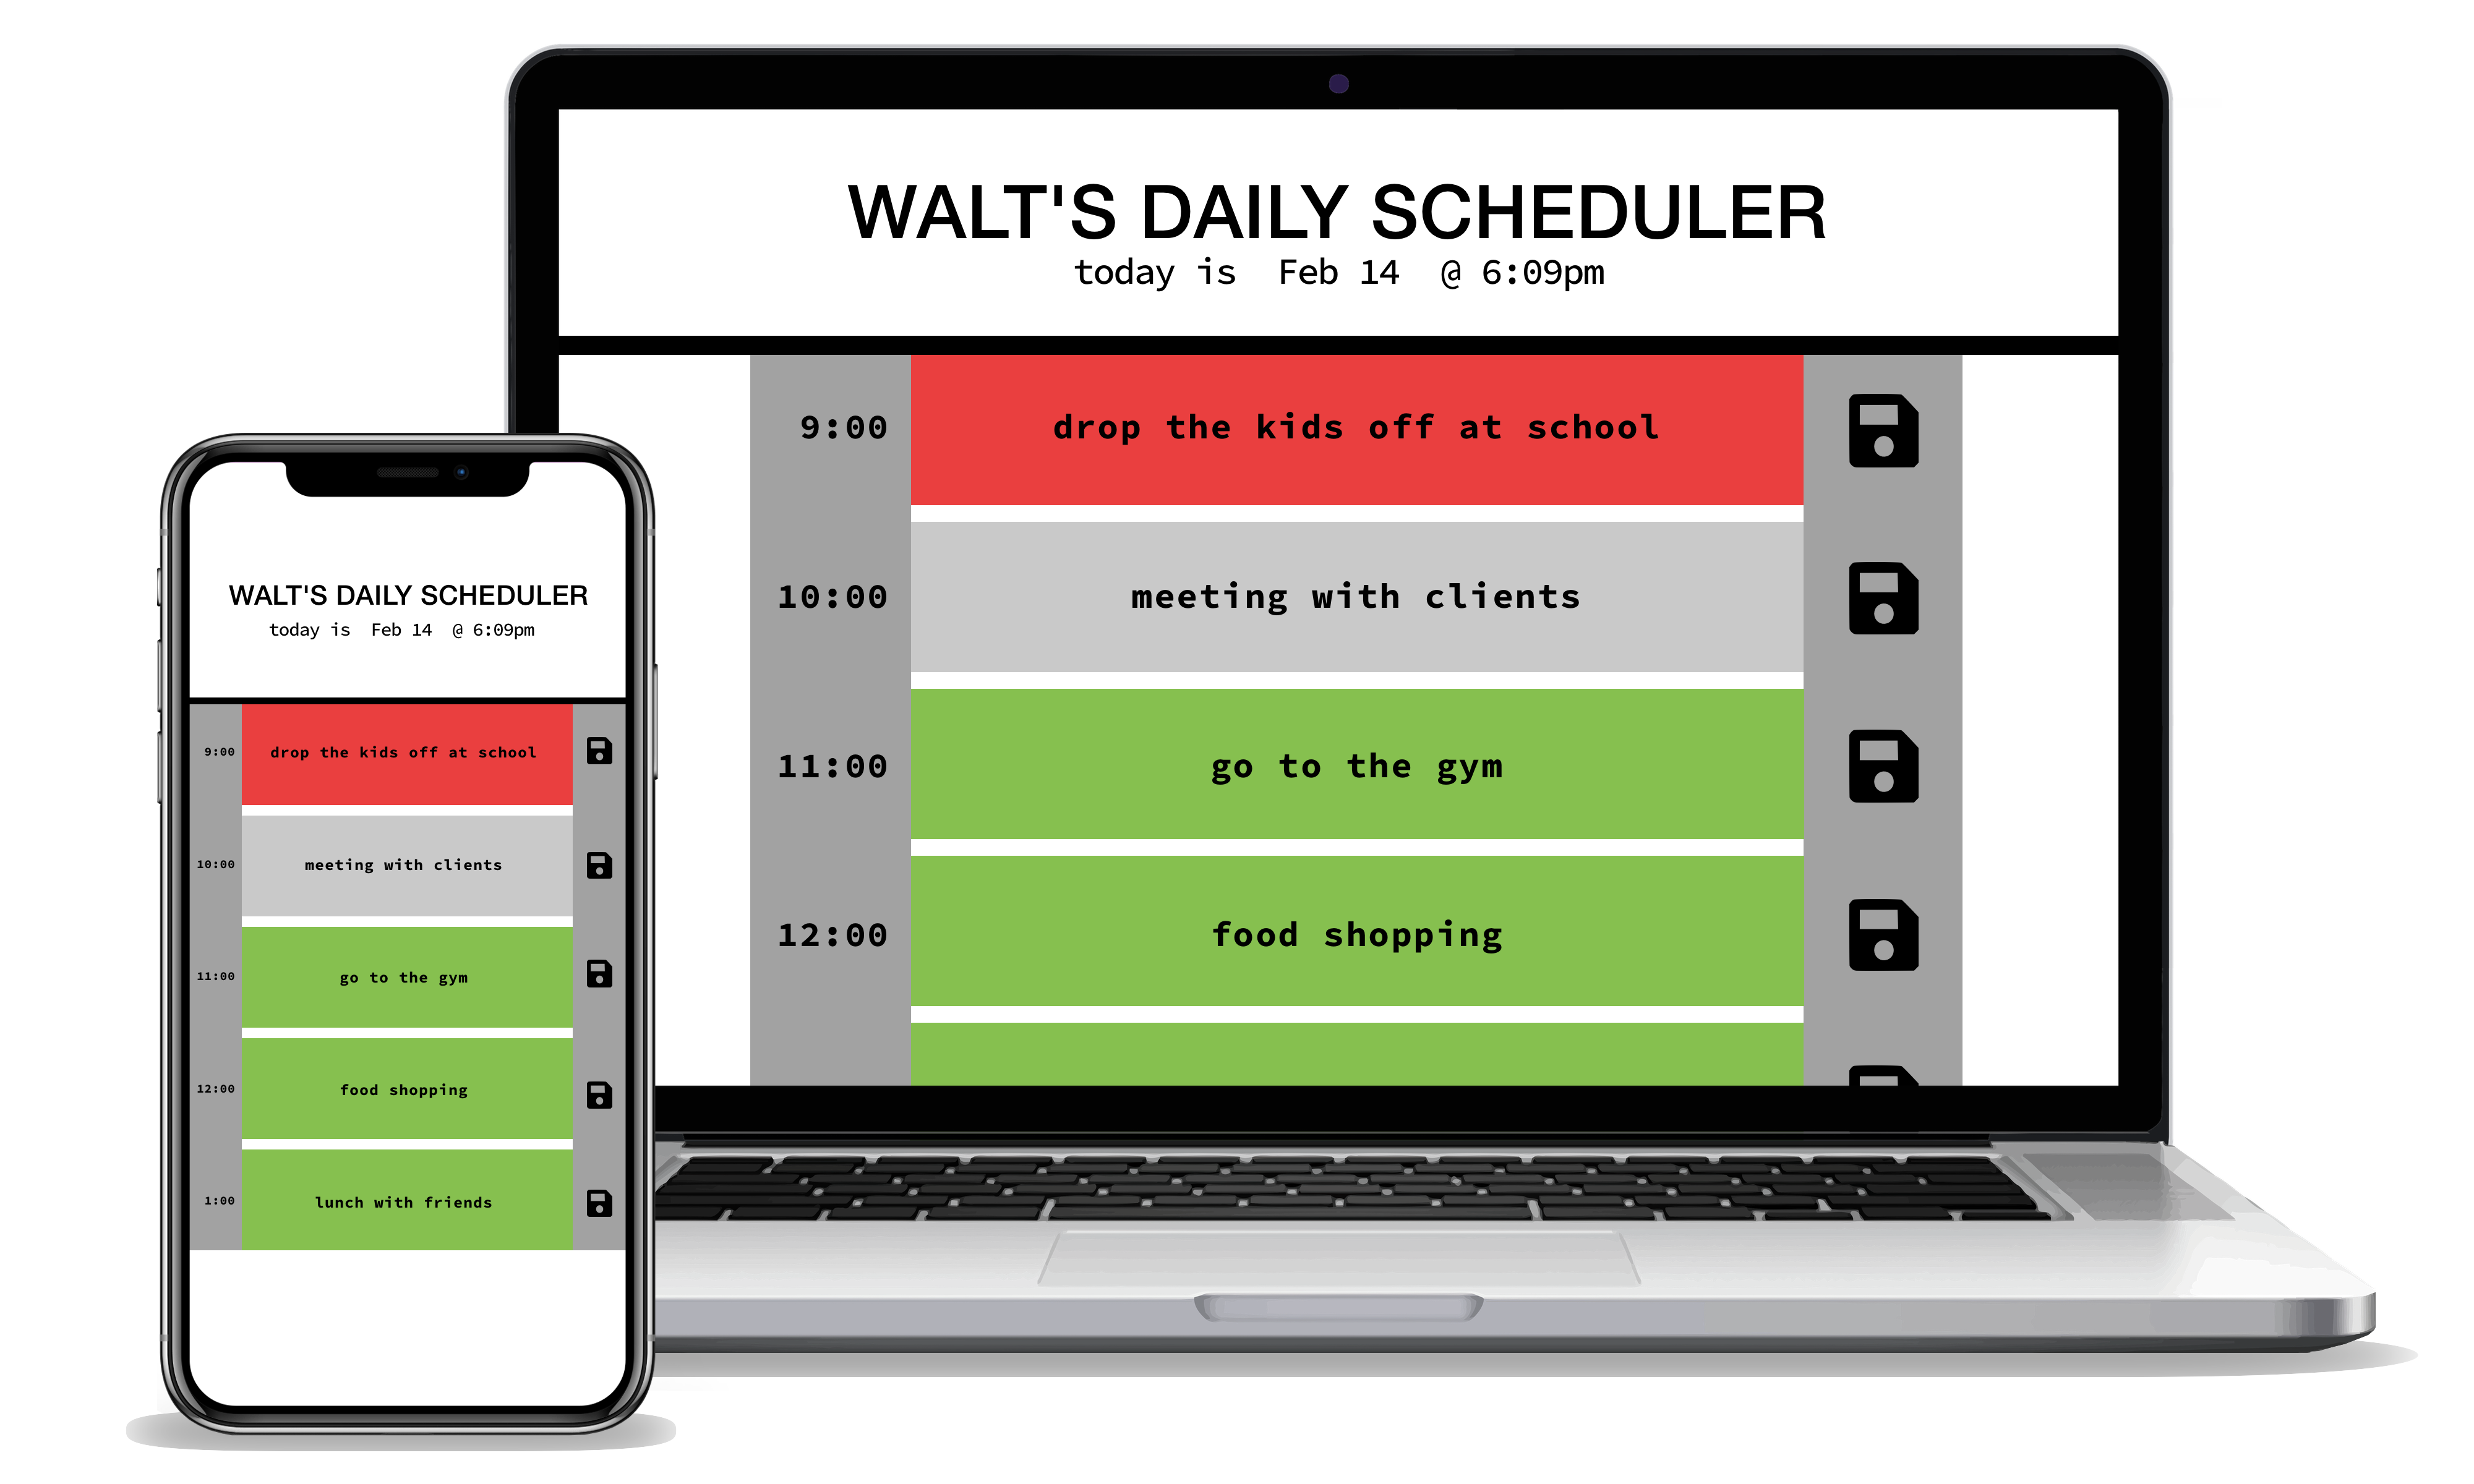 WALT'S DAILY SCHEDULER
today is  Feb 14  @ 6:09pm
9:00 drop the kids off at school
10:00 meeting with clients
11:00 go to the gym
12:00 food shopping
WALT'S DAILY SCHEDULER
today is  Feb 14  @ 6:09pm
9:00 drop the kids off at school
10:00 meeting with clients
11:00 go to the gym
12:00 food shopping
1:00 lunch with friends